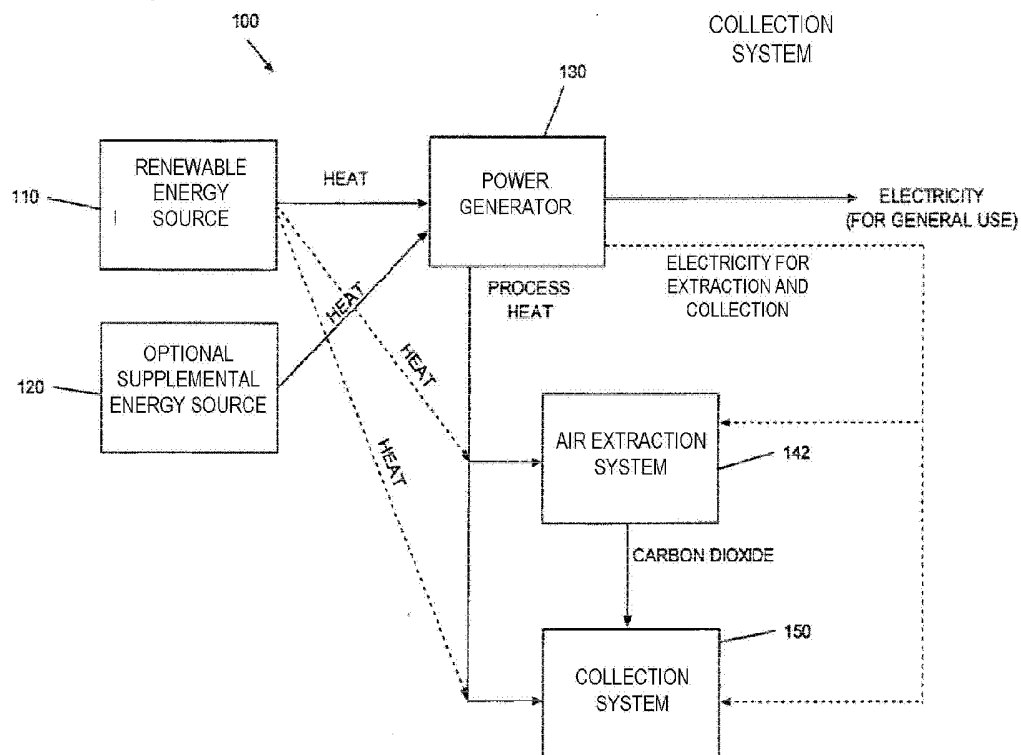 100
COLLECTION
SYSTEM
130
RENEWABLE
ENERGY
SOURCE
110
HEAT
POWER
GENERATOR
ELECTRICITY
(FOR GENERAL USE)
ELECTRICITY FOR
EXTRACTION AND
COLLECTION
PROCESS
HEAT
HEAT
HEAT
HEAT
OPTIONAL
SUPPLEMENTAL
ENERGY SOURCE
120
AIR EXTRACTION
SYSTEM
142
CARBON DIOXIDE
150
COLLECTION
SYSTEM